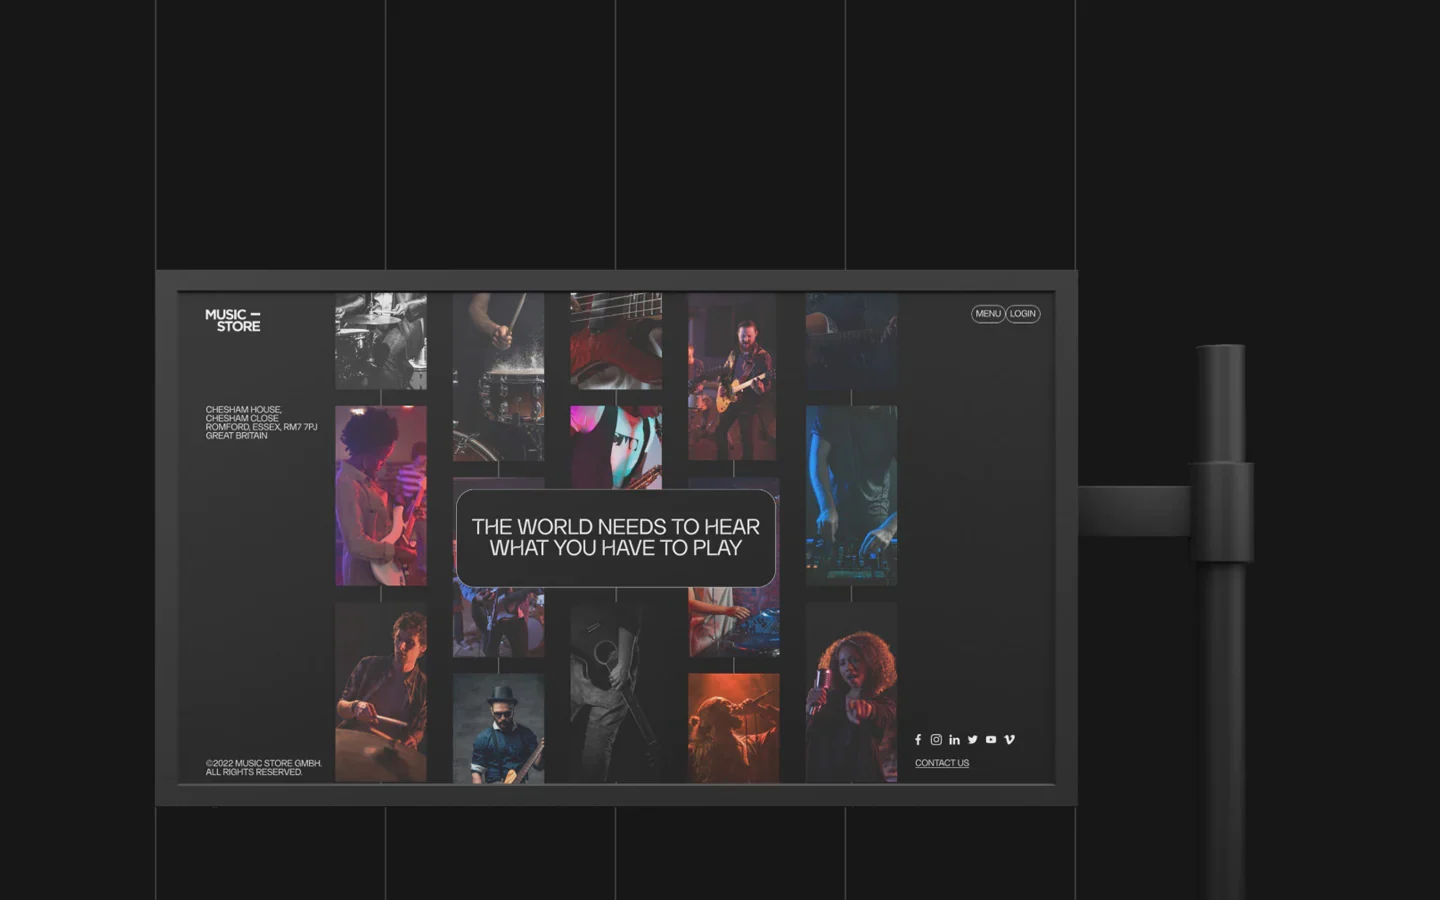 MUSIC —
STORE
MENU
LOGIN
CHESHAM HOUSE,
CHESHAM CLOSE
ROMFORD, ESSEX, RM7 7PJ
GREAT BRITAIN
THE WORLD NEEDS TO HEAR
WHAT YOU HAVE TO PLAY
©2022 MUSIC STORE GMBH.
ALL RIGHTS RESERVED.
CONTACT US